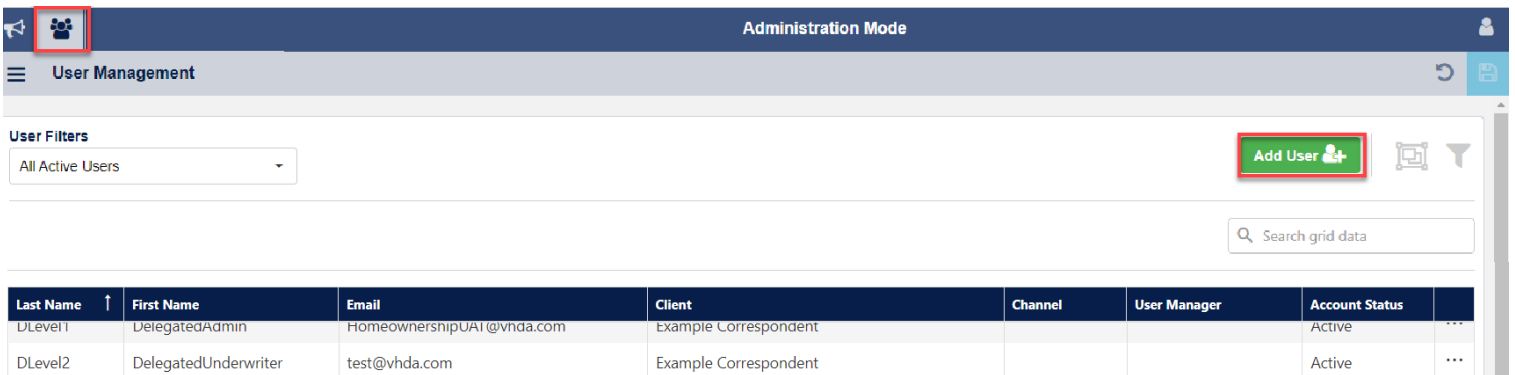 Administration Mode
User Management
User Filters
All Active Users
Add User
Search grid data
Last Name ↑ First Name Email Client Channel User Manager Account Status
DLevel1 DelegatedAdmin HomeownershipUAT@vhda.com Example Correspondent Active ...
DLevel2 DelegatedUnderwriter test@vhda.com Example Correspondent Active ...